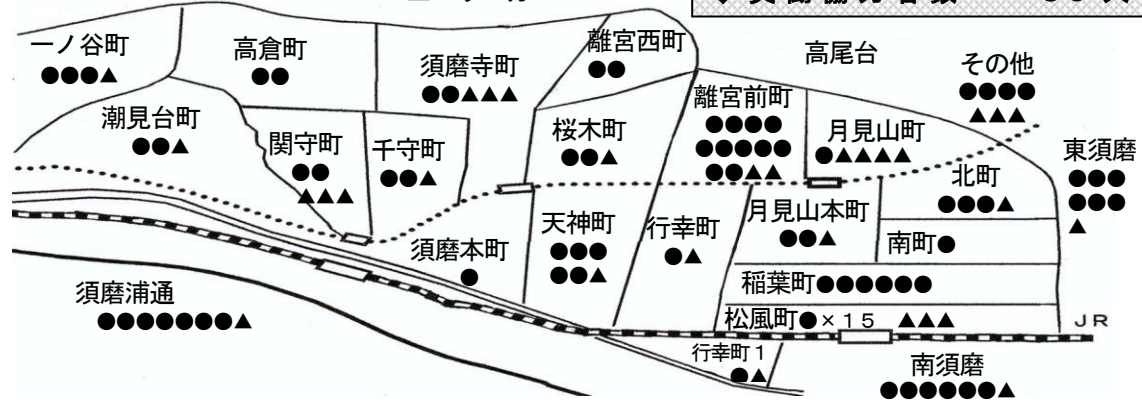 一ノ谷町
●●●▲
高倉町
●●
須磨寺町
●●▲▲▲
離宮西町
●●
高尾台
その他
●●●●
▲▲▲
潮見台町
●●▲
関守町
●●
▲▲▲
千守町
●●▲
桜木町
●●▲
離宮前町
●●●●
●●●●●
●●▲▲
月見山町
●▲▲▲▲
東須磨
●●●
●●●
▲
北町
●●●▲
須磨本町
●
天神町
●●●
●●▲
行幸町
●▲
月見山本町
●●▲
南町●
稲葉町●●●●●●
松風町●×15 ▲▲▲
JR
須磨浦通
●●●●●●●▲
行幸町1
●▲
南須磨
●●●●●●▲